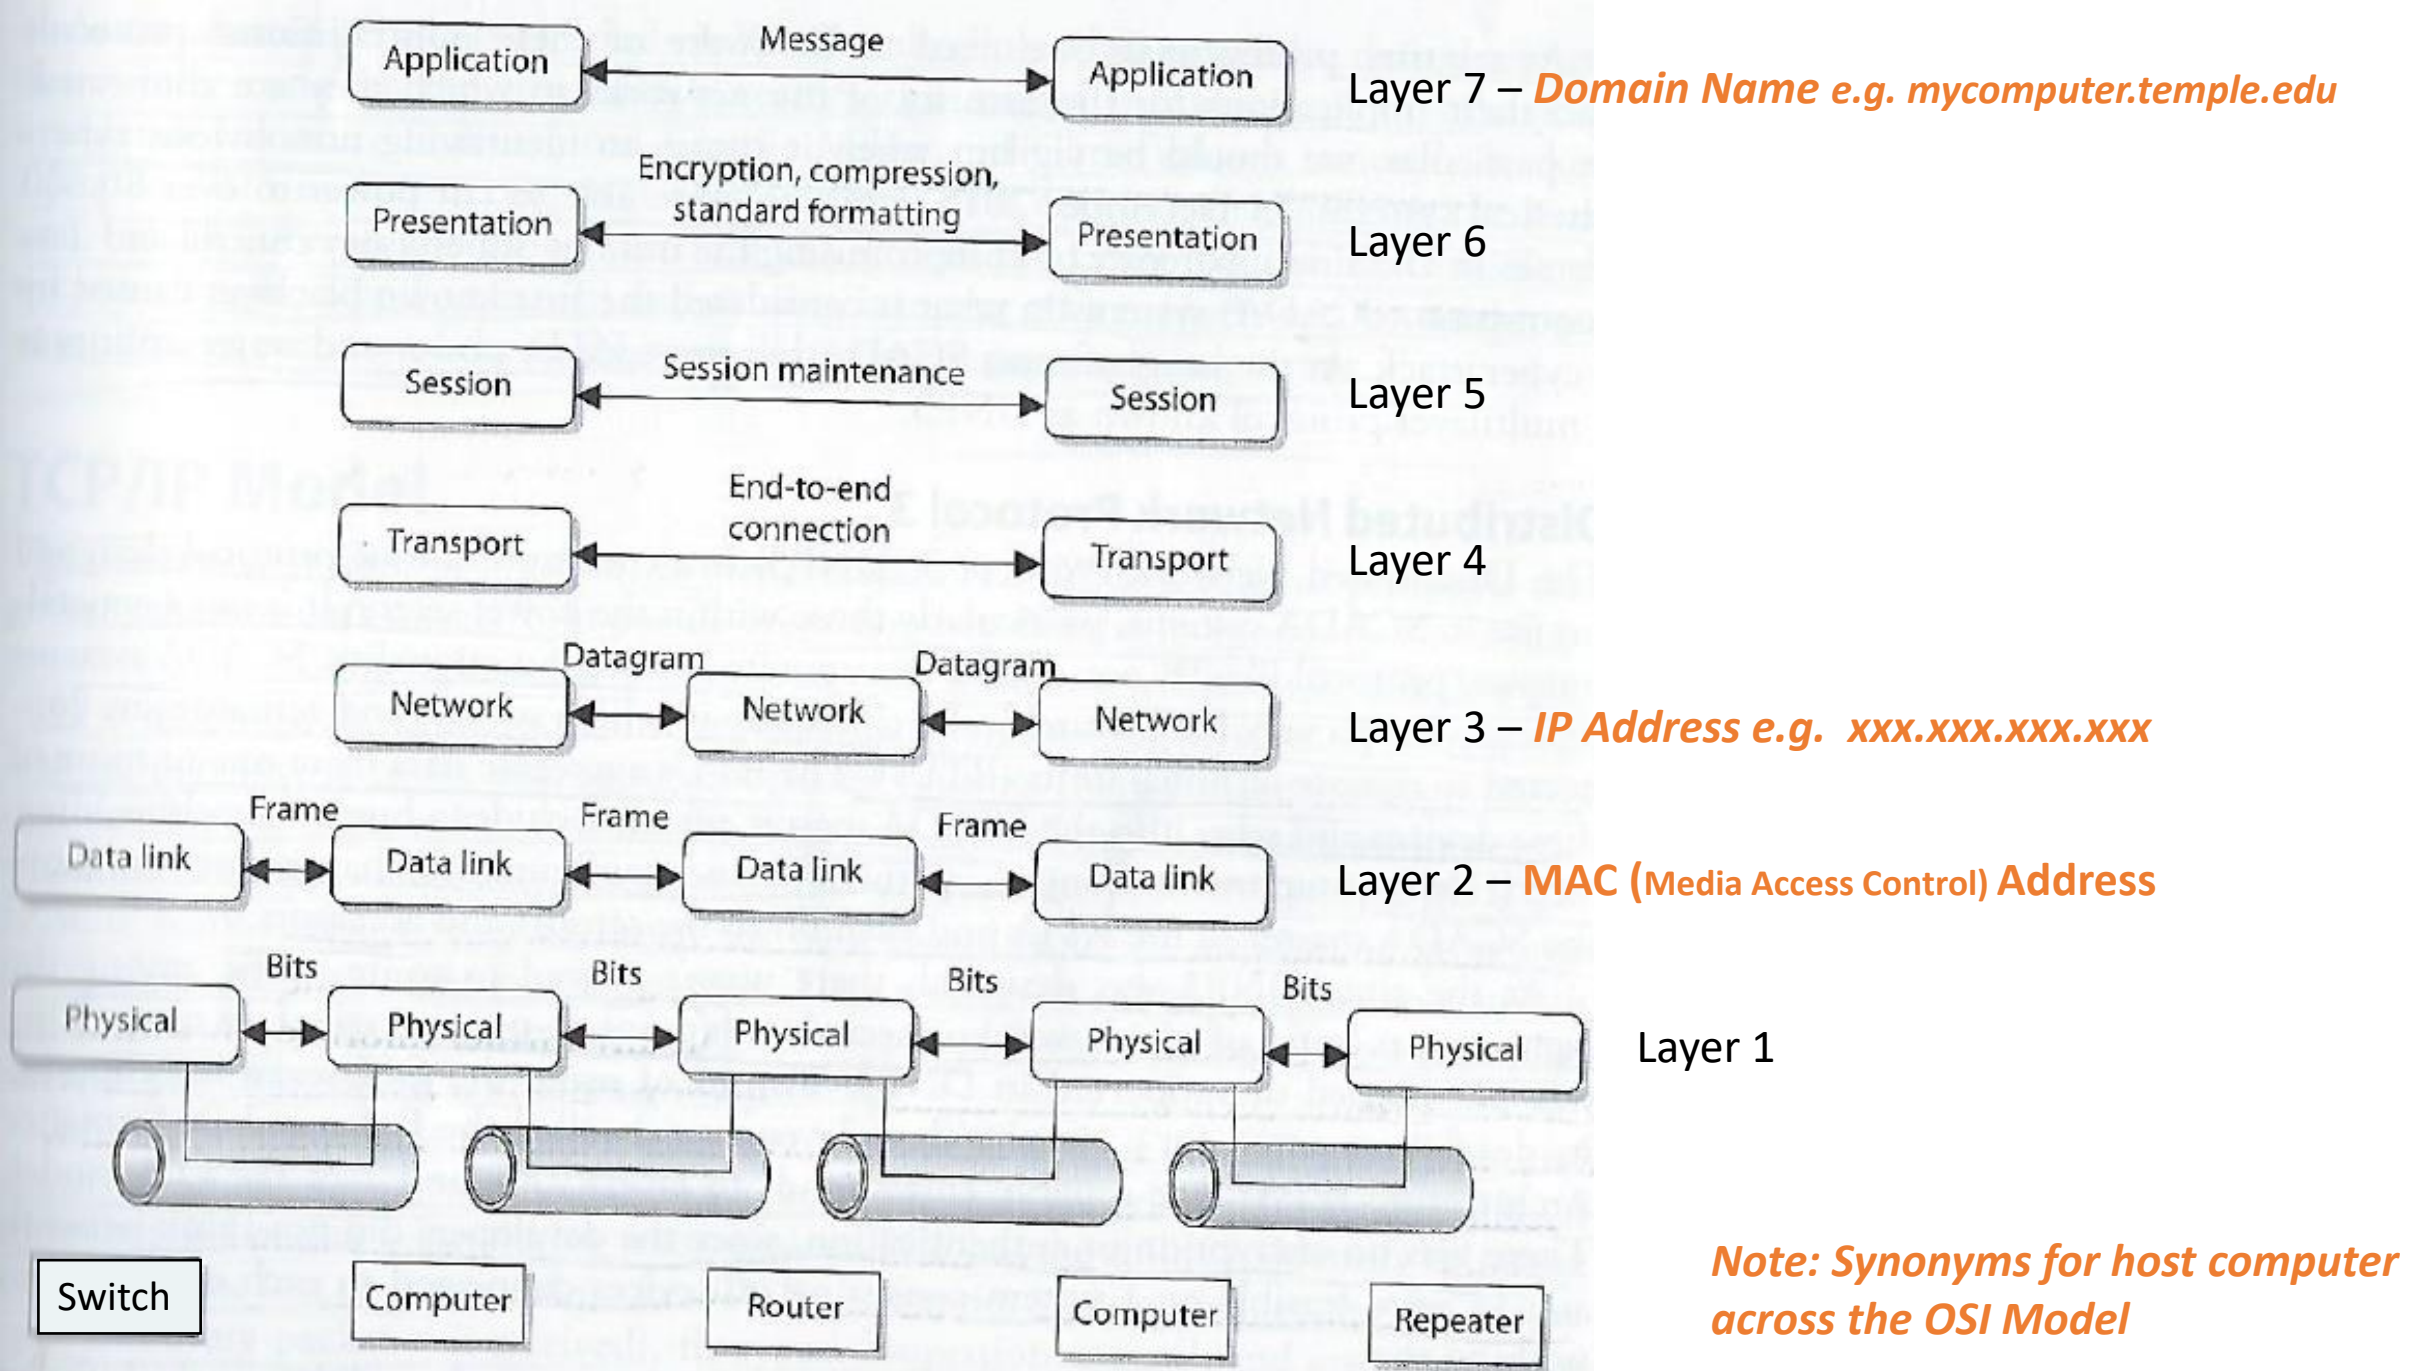 Message
Application
Application
Layer 7 – Domain Name e.g. mycomputer.temple.edu
Encryption, compression,
standard formatting
Presentation
Presentation
Layer 6
Session maintenance
Session
Session
Layer 5
End-to-end
connection
Transport
Transport
Layer 4
Datagram
Datagram
Network
Network
Network
Layer 3 – IP Address e.g. xxx.xxx.xxx.xxx
Frame
Frame
Frame
Data link
Data link
Data link
Data link
Layer 2 – MAC (Media Access Control) Address
Bits
Bits
Bits
Bits
Physical
Physical
Physical
Physical
Physical
Layer 1
Switch
Computer
Router
Computer
Repeater
Note: Synonyms for host computer
across the OSI Model